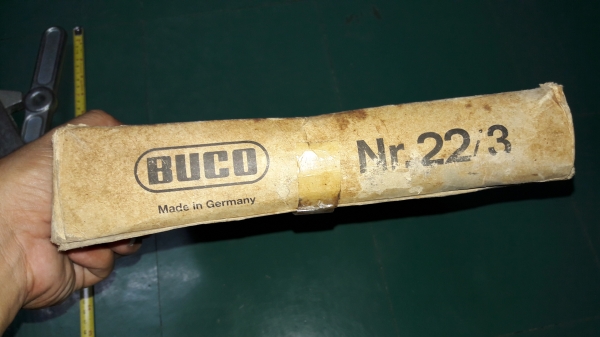 BUCO
Made in Germany
Nr. 22/3